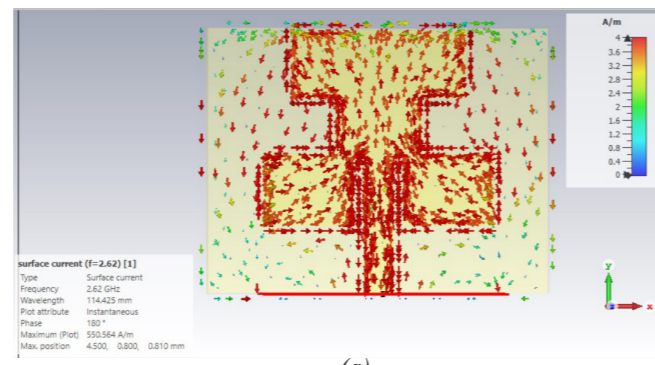 A/m
4
3.6
3.2
2.8
2.4
2
1.6
1.2
0.8
0.4
0
surface current (f=2.62) [1]
Type Surface current
Frequency 2.62 GHz
Wavelength 114.425 mm
Plot attribute Instantaneous
Phase 180 °
Maximum (Plot) 550.564 A/m
Max. position 4.500, 0.800, 0.810 mm
y
x